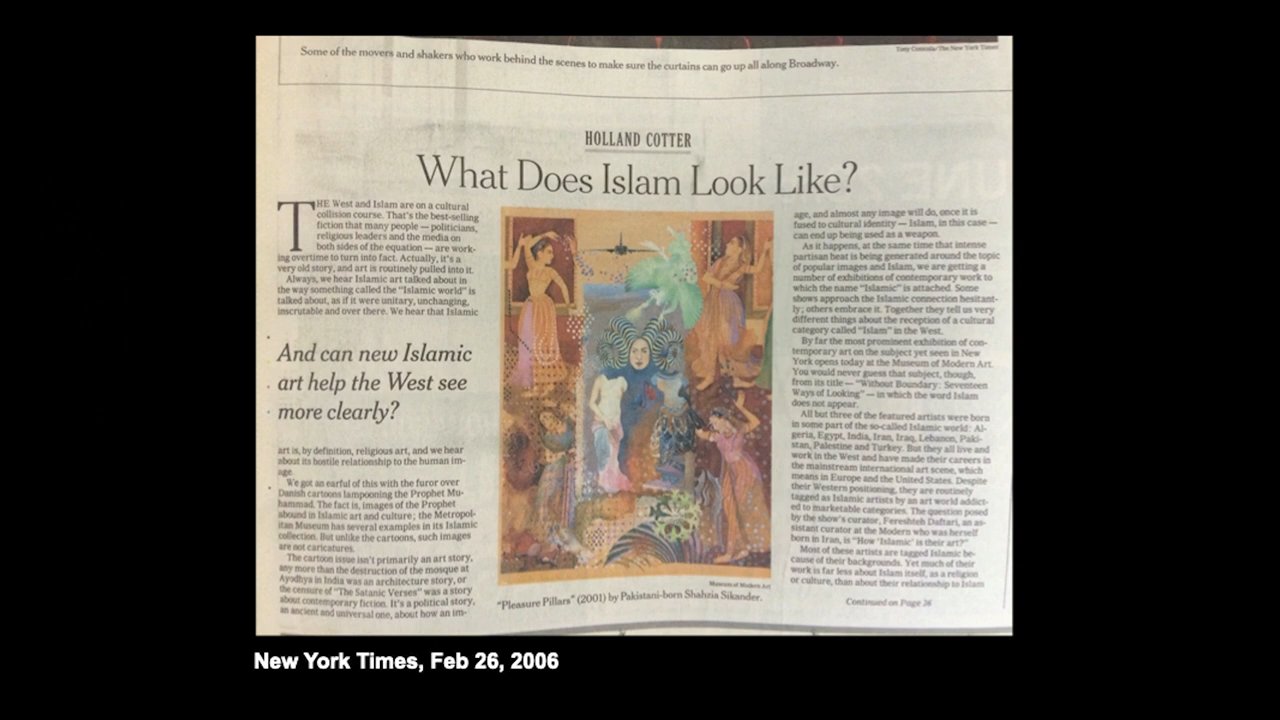 Some of the movers and shakers who work behind the scenes to make sure the curtains can go up all along Broadway.
Tony Cenicola/The New York Times
HOLLAND COTTER
What Does Islam Look Like?
THE West and Islam are on a cultural
collision course. That's the best-selling
fiction that many people — politicians,
religious leaders and the media on
both sides of the equation — are work-
ing overtime to turn into fact. Actually, it's a
very old story, and art is routinely pulled into it.
Always, we hear Islamic art talked about in
the way something called the "Islamic world" is
talked about, as if it were unitary, unchanging,
inscrutable and over there. We hear that Islamic
And can new Islamic
art help the West see
more clearly?
art is, by definition, religious art, and we hear
about its hostile relationship to the human im-
age.
We got an earful of this with the furor over
Danish cartoons lampooning the Prophet Mu-
hammad. The fact is, images of the Prophet
abound in Islamic art and culture; the Metropol-
itan Museum has several examples in its Islamic
collection. But unlike the cartoons, such images
are not caricatures.
The cartoon issue isn't primarily an art story,
any more than the destruction of the mosque at
Ayodhya in India was an architecture story, or
the censure of "The Satanic Verses" was a story
about contemporary fiction. It's a political story,
an ancient and universal one, about how an im-
Museum of Modern Art
"Pleasure Pillars" (2001) by Pakistani-born Shahzia Sikander.
age, and almost any image will do, once it is
fused to cultural identity — Islam, in this case —
can end up being used as a weapon.
As it happens, at the same time that intense
partisan heat is being generated around the topic
of popular images and Islam, we are getting a
number of exhibitions of contemporary work to
which the name "Islamic" is attached. Some
shows approach the Islamic connection hesitant-
ly; others embrace it. Together they tell us very
different things about the reception of a cultural
category called "Islam" in the West.
By far the most prominent exhibition of con-
temporary art on the subject yet seen in New
York opens today at the Museum of Modern Art.
You would never guess that subject, though,
from its title — "Without Boundary: Seventeen
Ways of Looking" — in which the word Islam
does not appear.
All but three of the featured artists were born
in some part of the so-called Islamic world: Al-
geria, Egypt, India, Iran, Iraq, Lebanon, Paki-
stan, Palestine and Turkey. But they all live and
work in the West and have made their careers in
the mainstream international art scene, which
means in Europe and the United States. Despite
their Western positioning, they are routinely
tagged as Islamic artists by an art world addict-
ed to marketable categories. The question posed
by the show's curator, Fereshteh Daftari, an as-
sistant curator at the Modern who was herself
born in Iran, is "How 'Islamic' is their art?"
Most of these artists are tagged Islamic be-
cause of their backgrounds. Yet much of their
work is far less about Islam itself, as a religion
or culture, than about their relationship to Islam
Continued on Page 26
New York Times, Feb 26, 2006